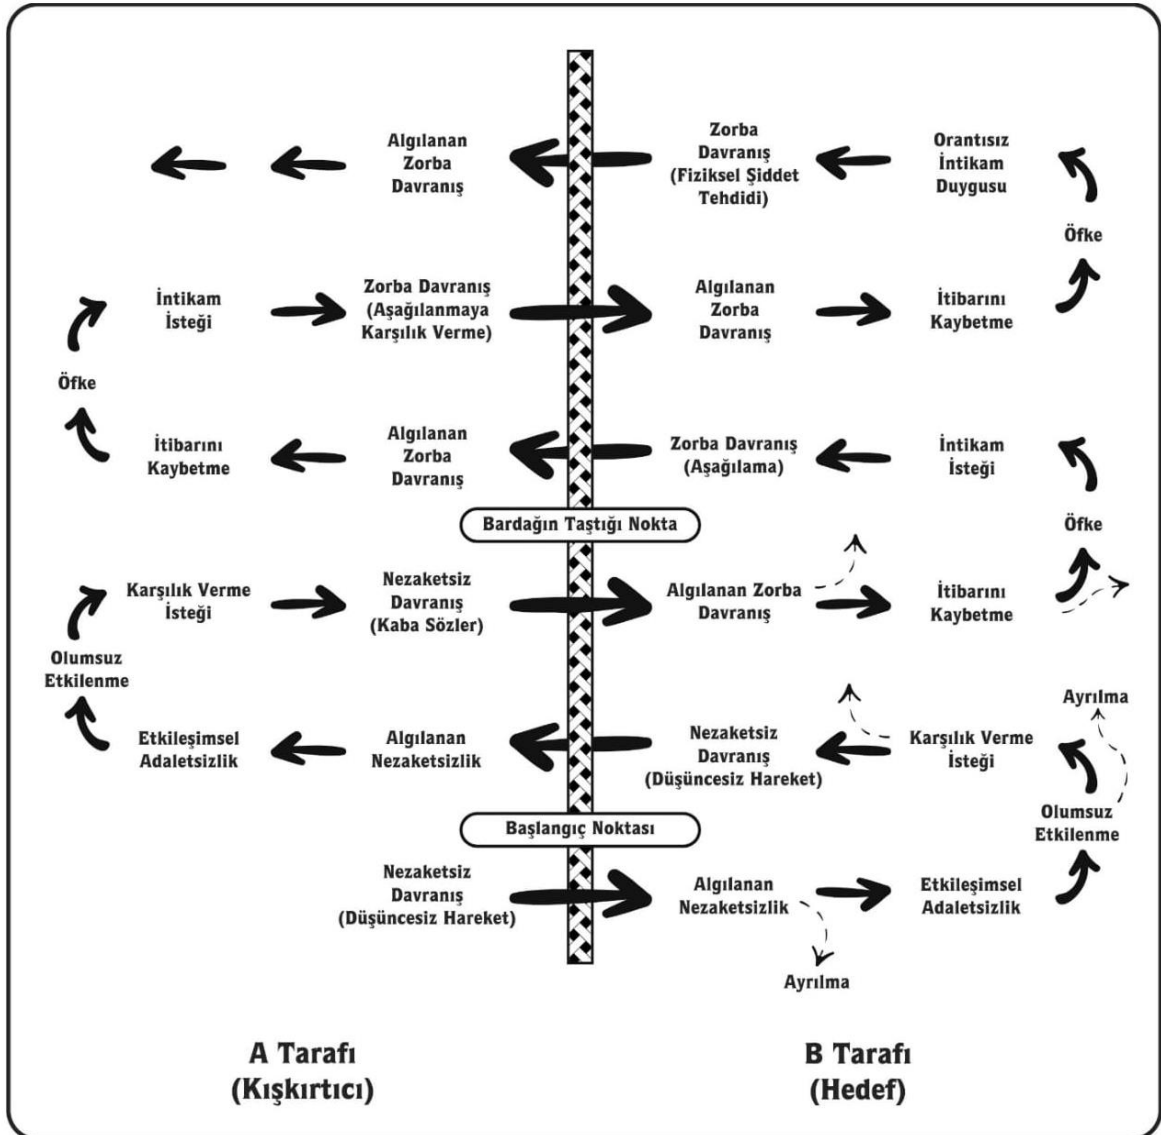 Algılanan
Zorba
Davranış
Zorba
Davranış
(Fiziksel Şiddet
Tehdidi)
Orantısız
İntikam
Duygusu
Öfke
İntikam
İsteği
Zorba Davranış
(Aşağılanmaya
Karşılık Verme)
Algılanan
Zorba
Davranış
İtibarını
Kaybetme
Öfke
İtibarını
Kaybetme
Algılanan
Zorba
Davranış
Zorba Davranış
(Aşağılama)
İntikam
İsteği
Bardağın Taştığı Nokta
Öfke
Karşılık Verme
İsteği
Nezaketsiz
Davranış
(Kaba Sözler)
Algılanan Zorba
Davranış
İtibarını
Kaybetme
Olumsuz
Etkilenme
Ayrılma
Etkileşimsel
Adaletsizlik
Algılanan
Nezaketsizlik
Nezaketsiz
Davranış
(Düşüncesiz Hareket)
Karşılık Verme
İsteği
Başlangıç Noktası
Olumsuz
Etkilenme
Nezaketsiz
Davranış
(Düşüncesiz Hareket)
Algılanan
Nezaketsizlik
Etkileşimsel
Adaletsizlik
Ayrılma
A Tarafı
(Kışkırtıcı)
B Tarafı
(Hedef)